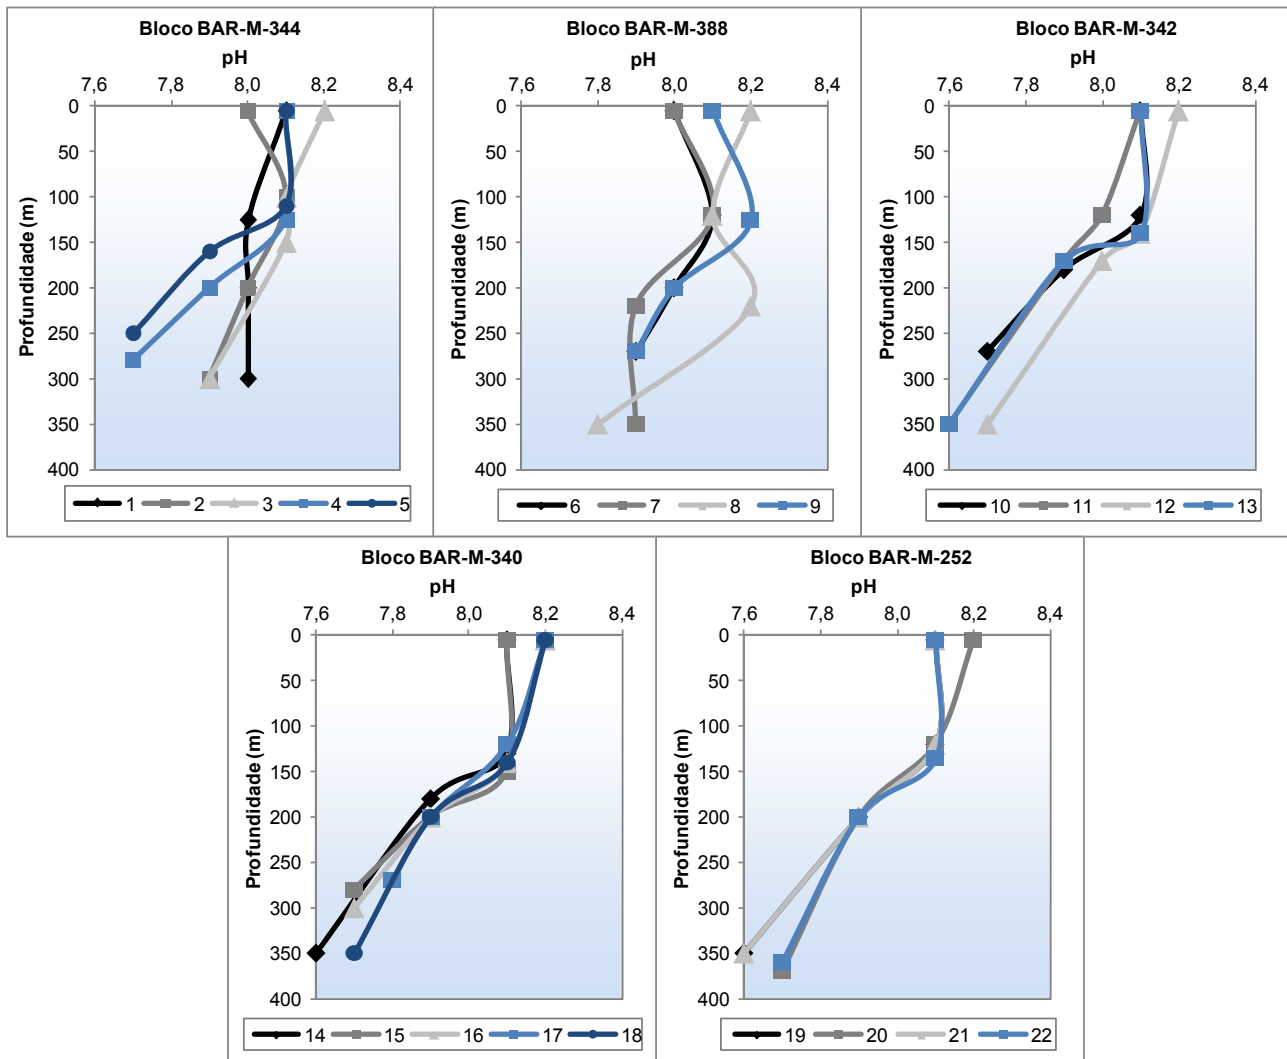 Bloco BAR-M-344
pH
7,6 7,8 8,0 8,2 8,4
0
50
100
150
200
250
300
350
400
Profundidade (m)
1 2 3 4 5
Bloco BAR-M-388
pH
7,6 7,8 8,0 8,2 8,4
0
50
100
150
200
250
300
350
400
Profundidade (m)
6 7 8 9
Bloco BAR-M-342
pH
7,6 7,8 8,0 8,2 8,4
0
50
100
150
200
250
300
350
400
Profundidade (m)
10 11 12 13
Bloco BAR-M-340
pH
7,6 7,8 8,0 8,2 8,4
0
50
100
150
200
250
300
350
400
Profundidade (m)
14 15 16 17 18
Bloco BAR-M-252
pH
7,6 7,8 8,0 8,2 8,4
0
50
100
150
200
250
300
350
400
Profundidade (m)
19 20 21 22